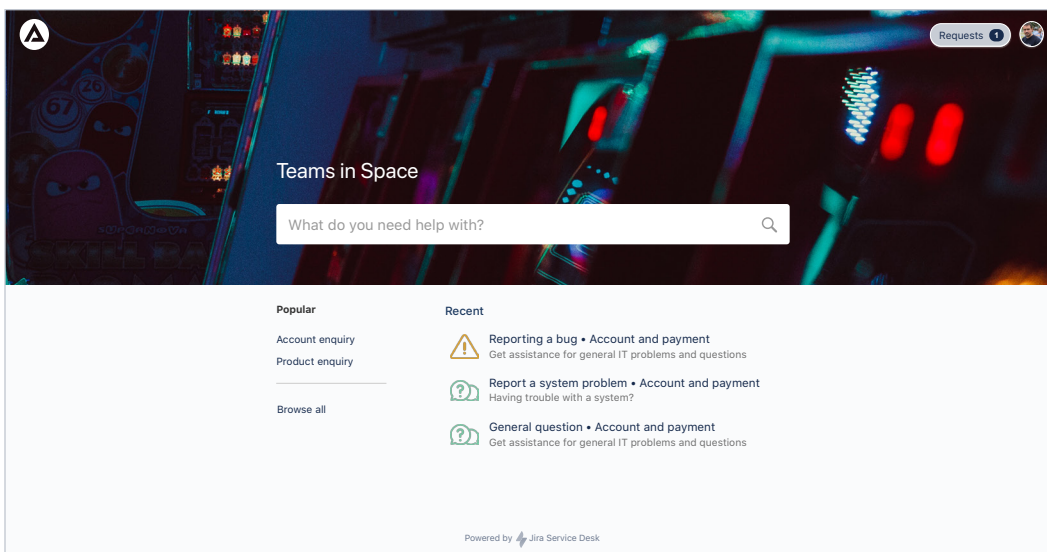 Requests 1
26
67
Teams in Space
What do you need help with?
Popular
Account enquiry
Product enquiry
Browse all
Recent
Reporting a bug • Account and payment
Get assistance for general IT problems and questions
Report a system problem • Account and payment
Having trouble with a system?
General question • Account and payment
Get assistance for general IT problems and questions
Powered by Jira Service Desk